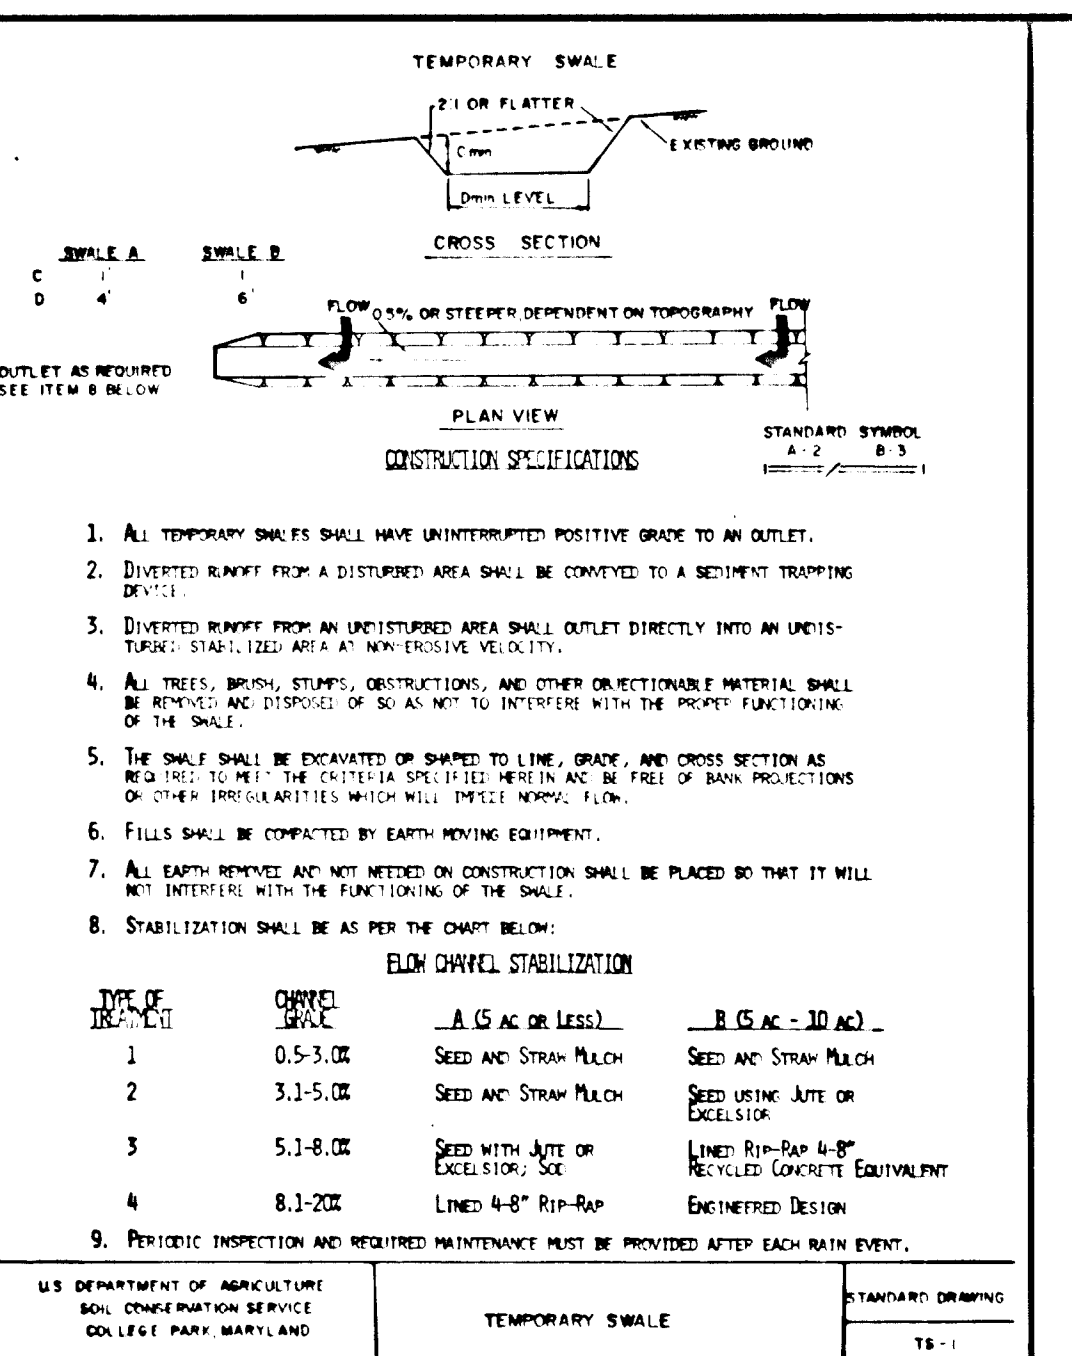 TEMPORARY SWALE
2:1 OR FLATTER
EXISTING GROUND
C min
Dmin LEVEL
CROSS SECTION
SWALE A SWALE B
C 1' 1'
D 4' 6'
FLOW 0.5% OR STEEPER, DEPENDENT ON TOPOGRAPHY FLOW
OUTLET AS REQUIRED
SEE ITEM 8 BELOW
PLAN VIEW
STANDARD SYMBOL
A-2 B-3
CONSTRUCTION SPECIFICATIONS
1. ALL TEMPORARY SWALES SHALL HAVE UNINTERRUPTED POSITIVE GRADE TO AN OUTLET.
2. DIVERTED RUNOFF FROM A DISTURBED AREA SHALL BE CONVEYED TO A SEDIMENT TRAPPING
DEVICE.
3. DIVERTED RUNOFF FROM AN UNDISTURBED AREA SHALL OUTLET DIRECTLY INTO AN UNDIS-
TURBED STABILIZED AREA AT NON-EROSIVE VELOCITY.
4. ALL TREES, BRUSH, STUMPS, OBSTRUCTIONS, AND OTHER OBJECTIONABLE MATERIAL SHALL
BE REMOVED AND DISPOSED OF SO AS NOT TO INTERFERE WITH THE PROPER FUNCTIONING
OF THE SWALE.
5. THE SWALE SHALL BE EXCAVATED OR SHAPED TO LINE, GRADE, AND CROSS SECTION AS
REQUIRED TO MEET THE CRITERIA SPECIFIED HEREIN AND BE FREE OF BANK PROJECTIONS
OR OTHER IRREGULARITIES WHICH WILL IMPEDE NORMAL FLOW.
6. FILLS SHALL BE COMPACTED BY EARTH MOVING EQUIPMENT.
7. ALL EARTH REMOVED AND NOT NEEDED ON CONSTRUCTION SHALL BE PLACED SO THAT IT WILL
NOT INTERFERE WITH THE FUNCTIONING OF THE SWALE.
8. STABILIZATION SHALL BE AS PER THE CHART BELOW:
FLOW CHANNEL STABILIZATION
TYPE OF CHANNEL
TREATMENT GRADE A (5 AC OR LESS) B (5 AC - 10 AC)
1 0.5-3.0% SEED AND STRAW MULCH SEED AND STRAW MULCH
2 3.1-5.0% SEED AND STRAW MULCH SEED USING JUTE OR
EXCELSIOR
3 5.1-8.0% SEED WITH JUTE OR LINED RIP-RAP 4-8"
EXCELSIOR; SOD RECYCLED CONCRETE EQUIVALENT
4 8.1-20% LINED 4-8" RIP-RAP ENGINEERED DESIGN
9. PERIODIC INSPECTION AND REQUIRED MAINTENANCE MUST BE PROVIDED AFTER EACH RAIN EVENT.
U.S DEPARTMENT OF AGRICULTURE
SOIL CONSERVATION SERVICE
COLLEGE PARK, MARYLAND
TEMPORARY SWALE
STANDARD DRAWING
TS-1